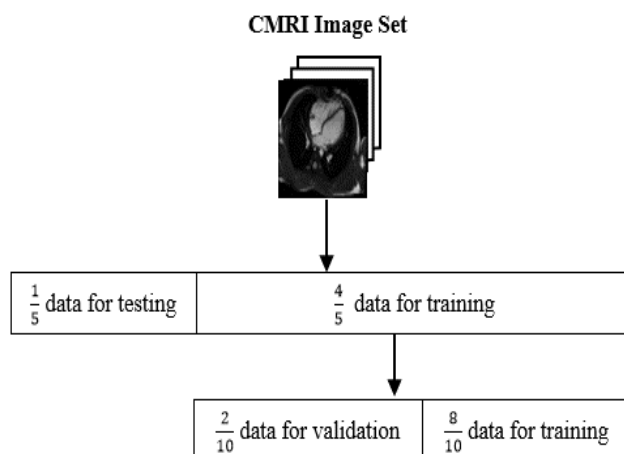 CMRI Image Set
1/5 data for testing
4/5 data for training
2/10 data for validation
8/10 data for training